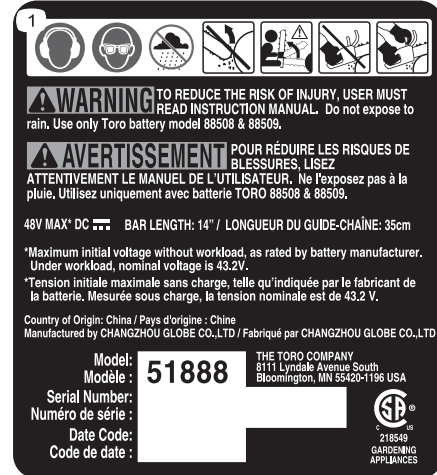 1
WARNING TO REDUCE THE RISK OF INJURY, USER MUST
READ INSTRUCTION MANUAL. Do not expose to
rain. Use only Toro battery model 88508 & 88509.
AVERTISSEMENT POUR RÉDUIRE LES RISQUES DE
BLESSURES, LISEZ
ATTENTIVEMENT LE MANUEL DE L'UTILISATEUR. Ne l'exposez pas à la
pluie. Utilisez uniquement avec batterie TORO 88508 & 88509.
48V MAX* DC BAR LENGTH: 14” / LONGUEUR DU GUIDE-CHAÎNE: 35cm
*Maximum initial voltage without workload, as rated by battery manufacturer.
Under workload, nominal voltage is 43.2V.
*Tension initiale maximale sans charge, telle qu'indiquée par le fabricant de
la batterie. Mesurée sous charge, la tension nominale est de 43.2 V.
Country of Origin: China / Pays d'origine : Chine
Manufactured by CHANGZHOU GLOBE CO.,LTD / Fabriqué par CHANGZHOU GLOBE CO.,LTD
Model:
Modèle :
51888
Serial Number:
Numéro de série :
Date Code:
Code de date :
THE TORO COMPANY
8111 Lyndale Avenue South
Bloomington, MN 55420-1196 USA
SA ®
C US
218549
GARDENING
APPLIANCES